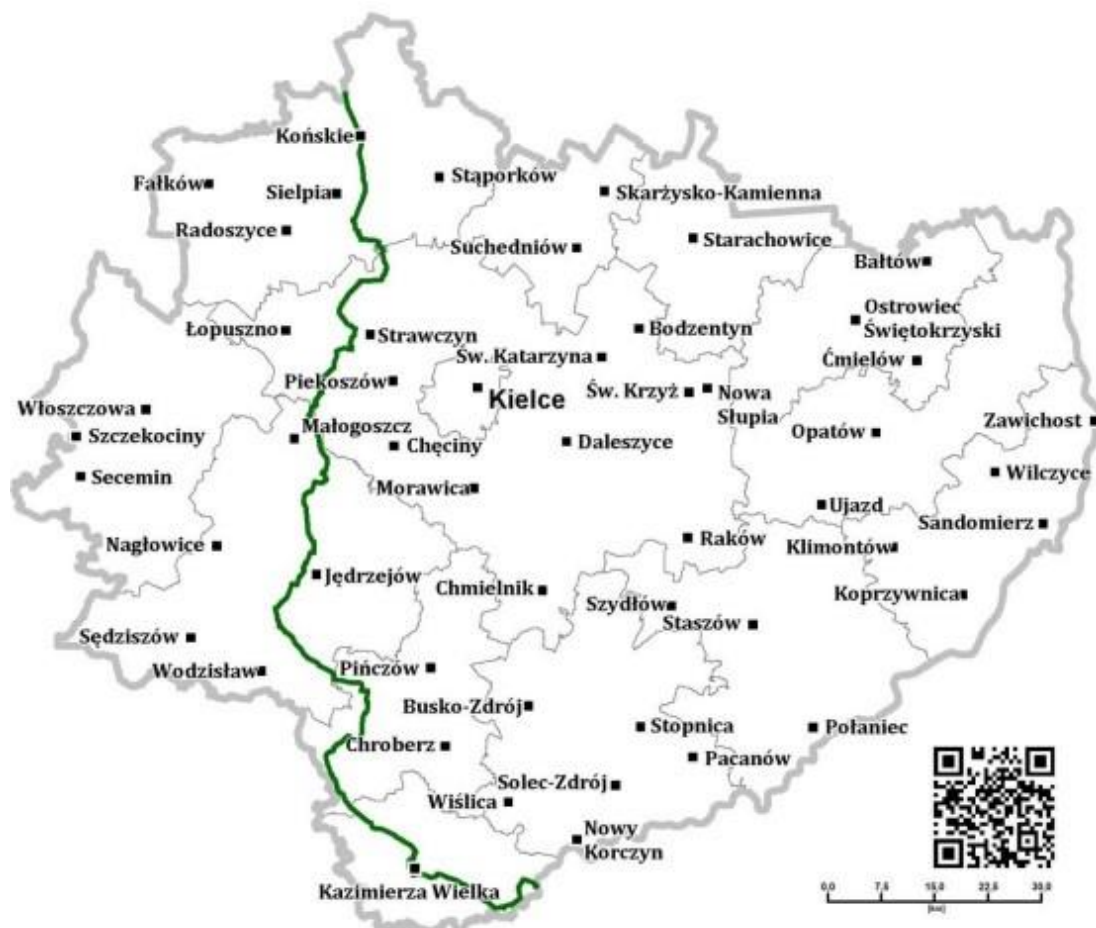 Końskie
Stąporków
Fałków
Sielpia
Skarżysko-Kamienna
Radoszyce
Suchedniów
Starachowice
Bałtów
Ostrowiec
Świętokrzyski
Łopuszno
Strawczyn
Bodzentyn
Św. Katarzyna
Ćmielów
Piekoszów
Kielce
Św. Krzyż
Nowa
Słupia
Włoszczowa
Szczekociny
Małogoszcz
Chęciny
Daleszyce
Opatów
Zawichost
Secemin
Morawica
Wilczyce
Ujazd
Sandomierz
Nagłowice
Raków
Klimontów
Jędrzejów
Chmielnik
Szydłów
Koprzywnica
Staszów
Sędziszów
Wodzisław
Pińczów
Busko-Zdrój
Stopnica
Połaniec
Chroberz
Pacanów
Solec-Zdrój
Wiślica
Nowy
Korczyn
Kazimierza Wielka
0,0 7,5 15,0 22,5 30,0
[km]